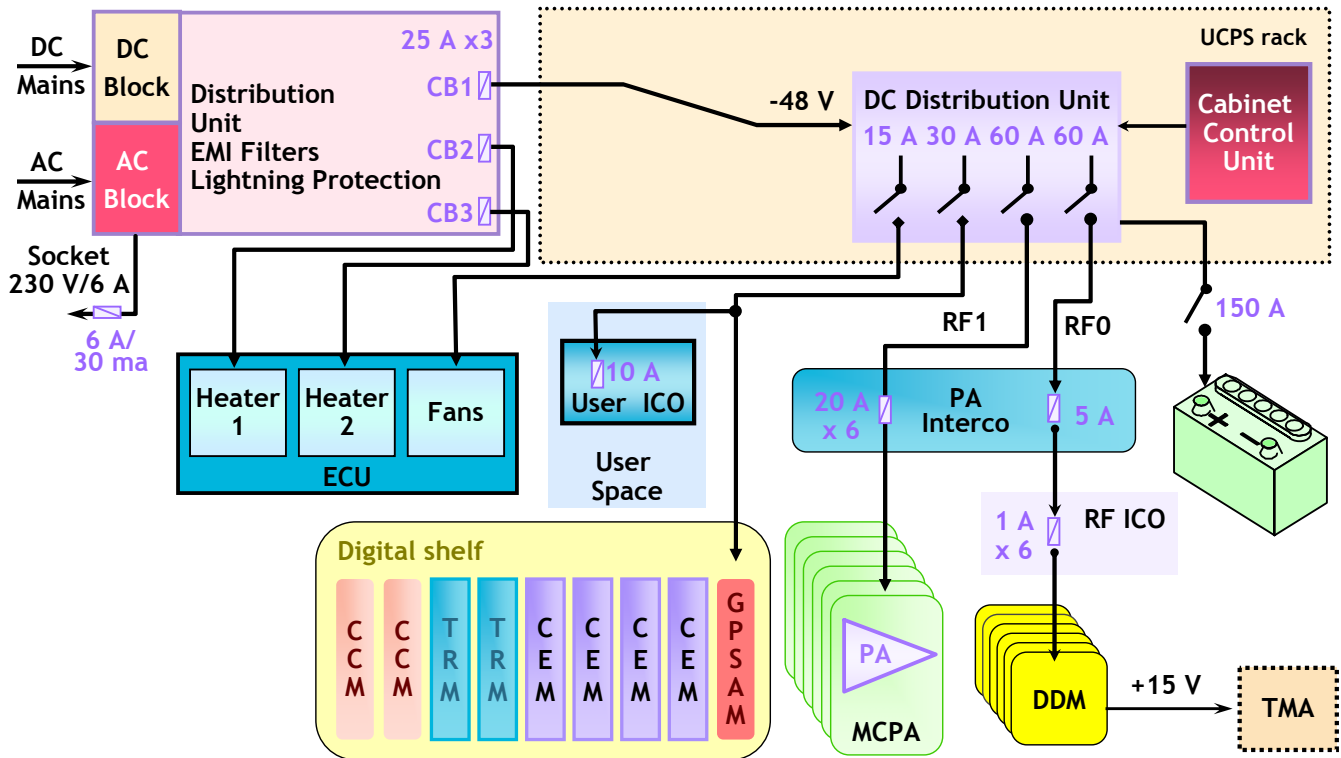 DC
Mains
DC
Block
AC
Mains
AC
Block
Distribution
Unit
EMI Filters
Lightning Protection
25 A x3
CB1
CB2
CB3
Socket
230 V/6 A
6 A/
30 ma
-48 V
UCPS rack
DC Distribution Unit
15 A 30 A 60 A 60 A
Cabinet
Control
Unit
RF1
RF0
150 A
Heater
1
Heater
2
Fans
ECU
10 A
User ICO
User
Space
20 A
x 6
PA
Interco
5 A
+ −
1 A
x 6
RF ICO
Digital shelf
CCM
CCM
TRM
TRM
CEM
CEM
CEM
CEM
GPSAM
PA
MCPA
DDM
+15 V
TMA